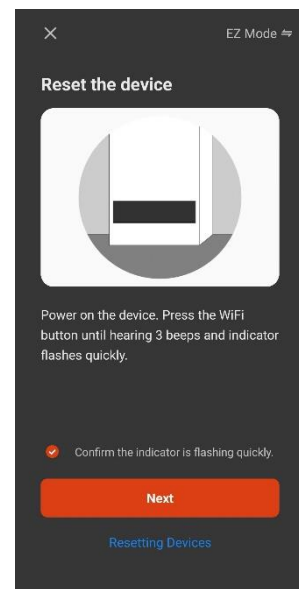 EZ Mode ⇋
Reset the device
Power on the device. Press the WiFi
button until hearing 3 beeps and indicator
flashes quickly.
Confirm the indicator is flashing quickly.
Next
Resetting Devices